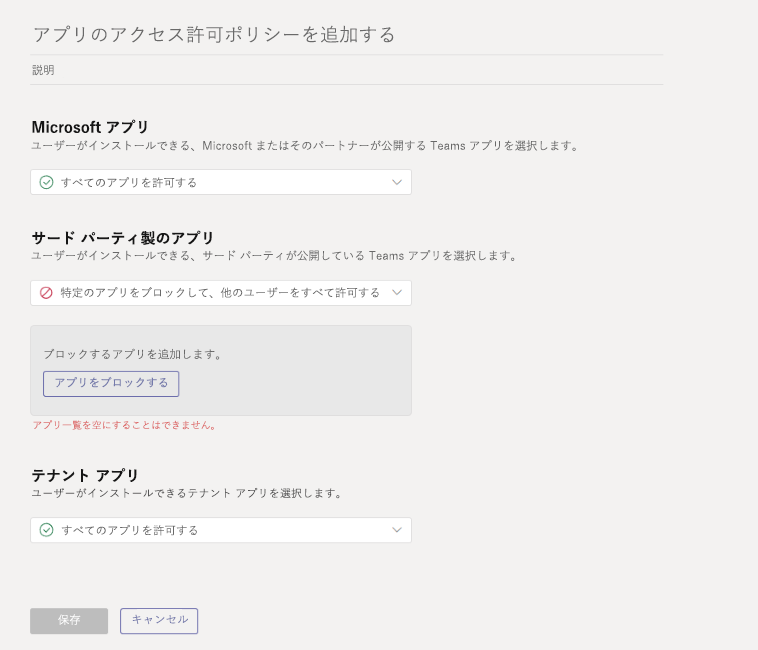 アプリのアクセス許可ポリシーを追加する
説明
Microsoft アプリ
ユーザーがインストールできる、Microsoft またはそのパートナーが公開する Teams アプリを選択します。
すべてのアプリを許可する
サード パーティ製のアプリ
ユーザーがインストールできる、サード パーティが公開している Teams アプリを選択します。
特定のアプリをブロックして、他のユーザーをすべて許可する
ブロックするアプリを追加します。
アプリをブロックする
アプリ一覧を空にすることはできません。
テナント アプリ
ユーザーがインストールできるテナント アプリを選択します。
すべてのアプリを許可する
保存 キャンセル